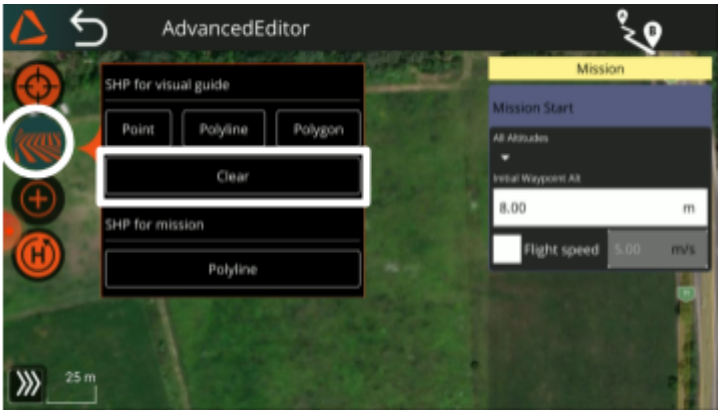 AdvancedEditor
B
SHP for visual guide
Point Polyline Polygon
Clear
SHP for mission
Polyline
H
25 m
Mission
Mission Start
All Altitudes
Initial Waypoint Alt
8.00 m
Flight speed 5.00 m/s